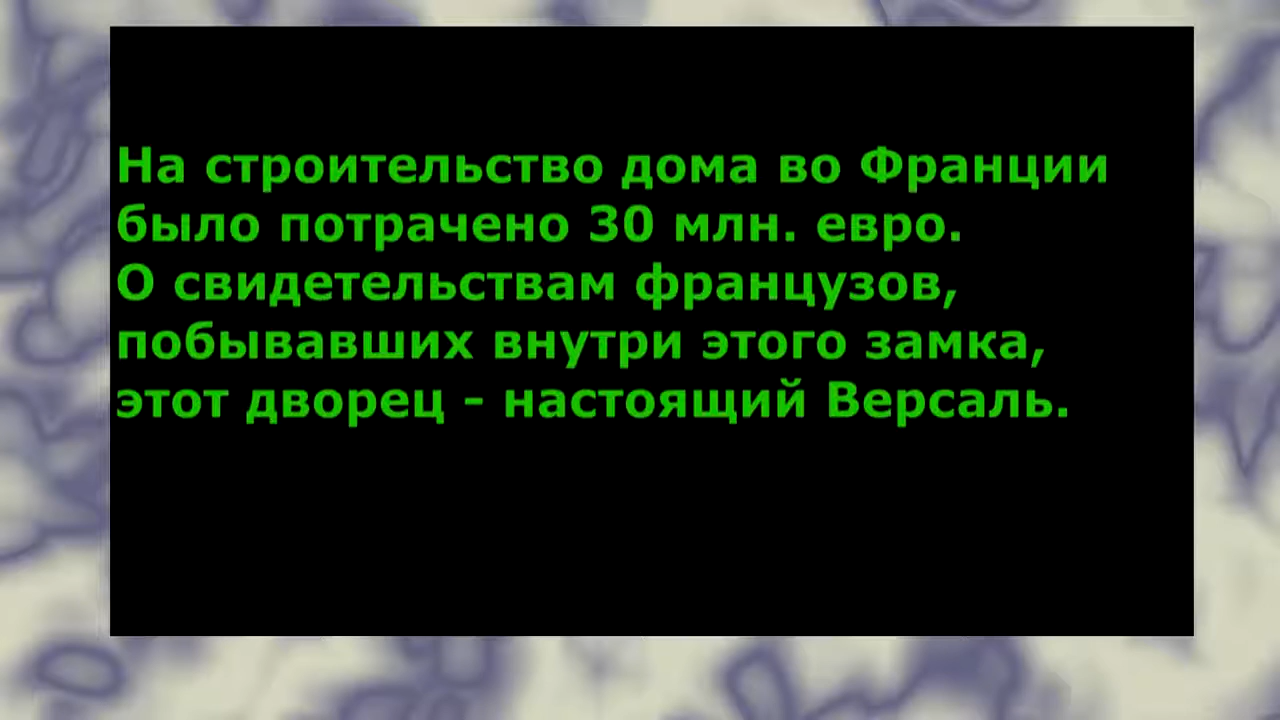 На строительство дома во Франции
было потрачено 30 млн. евро.
О свидетельствам французов,
побывавших внутри этого замка,
этот дворец - настоящий Версаль.